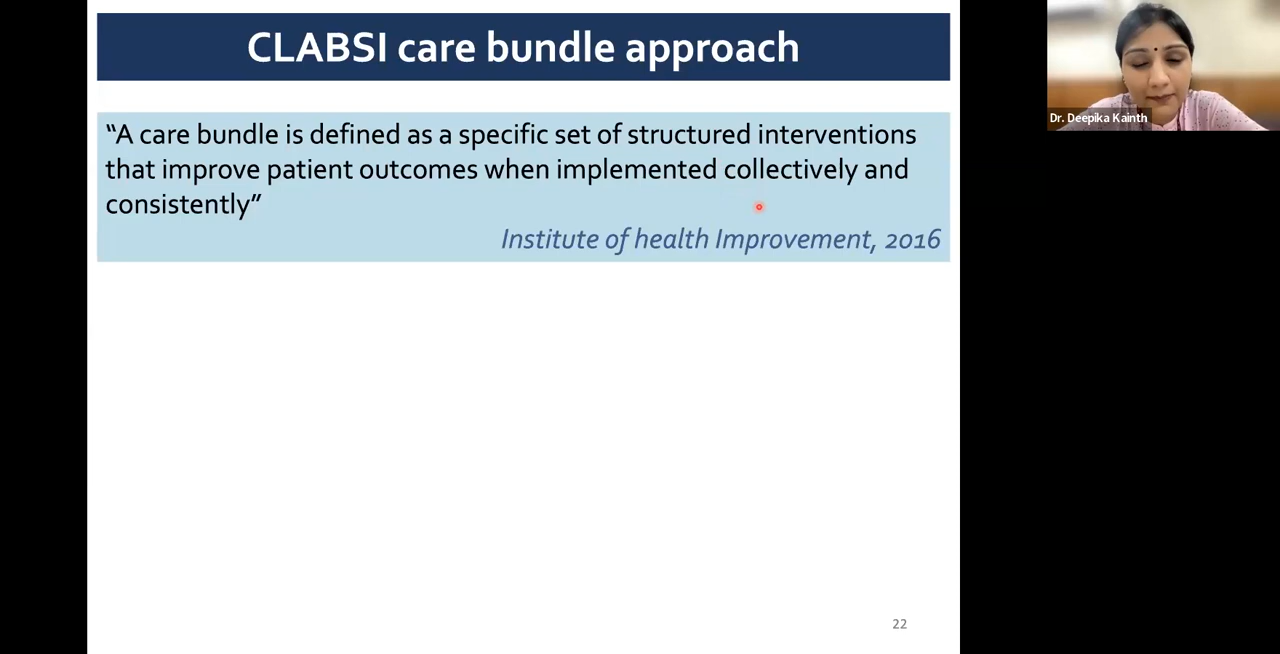 CLABSI care bundle approach
“A care bundle is defined as a specific set of structured interventions
that improve patient outcomes when implemented collectively and
consistently”
Institute of health Improvement, 2016
22
Dr. Deepika Kainth